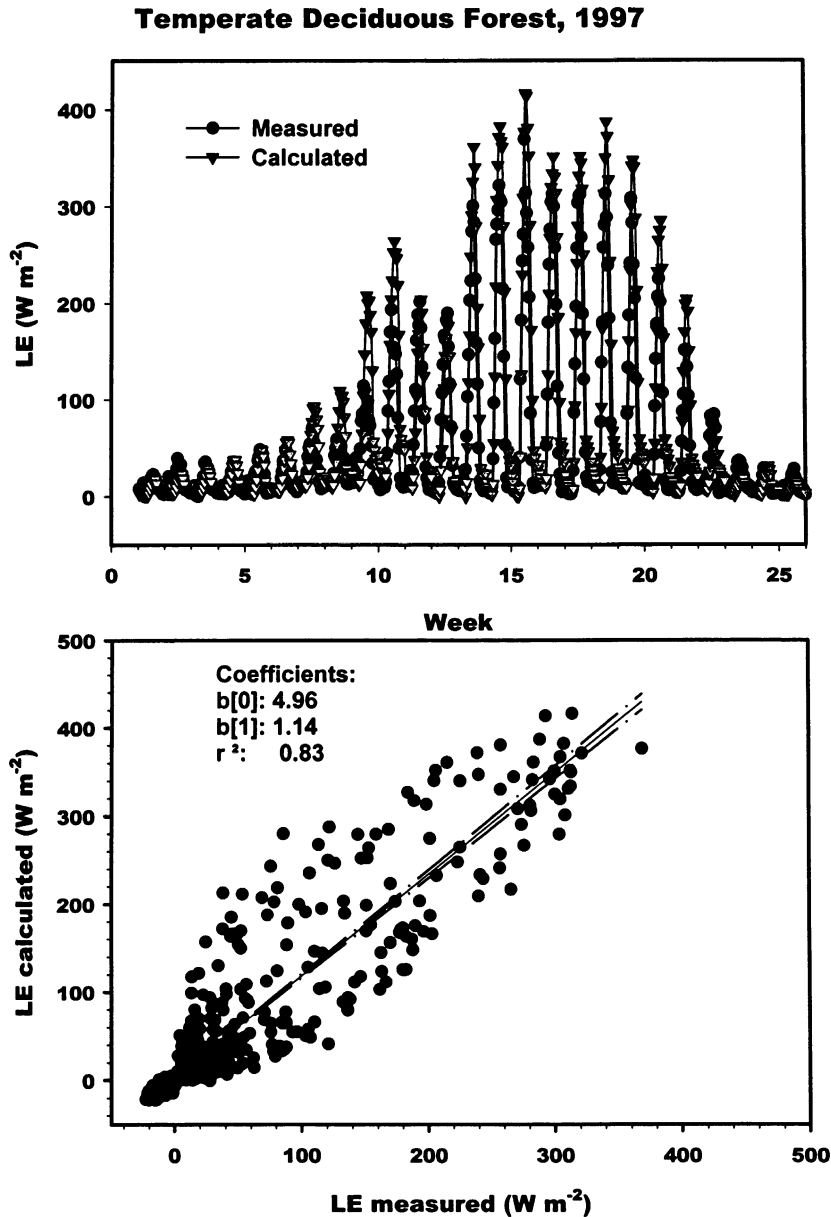 Temperate Deciduous Forest, 1997
LE (W m⁻²)
400
300
200
100
0
Measured
Calculated
0 5 10 15 20 25
Week
LE calculated (W m⁻²)
500
400
300
200
100
0
Coefficients:
b[0]: 4.96
b[1]: 1.14
r ²: 0.83
0 100 200 300 400 500
LE measured (W m⁻²)